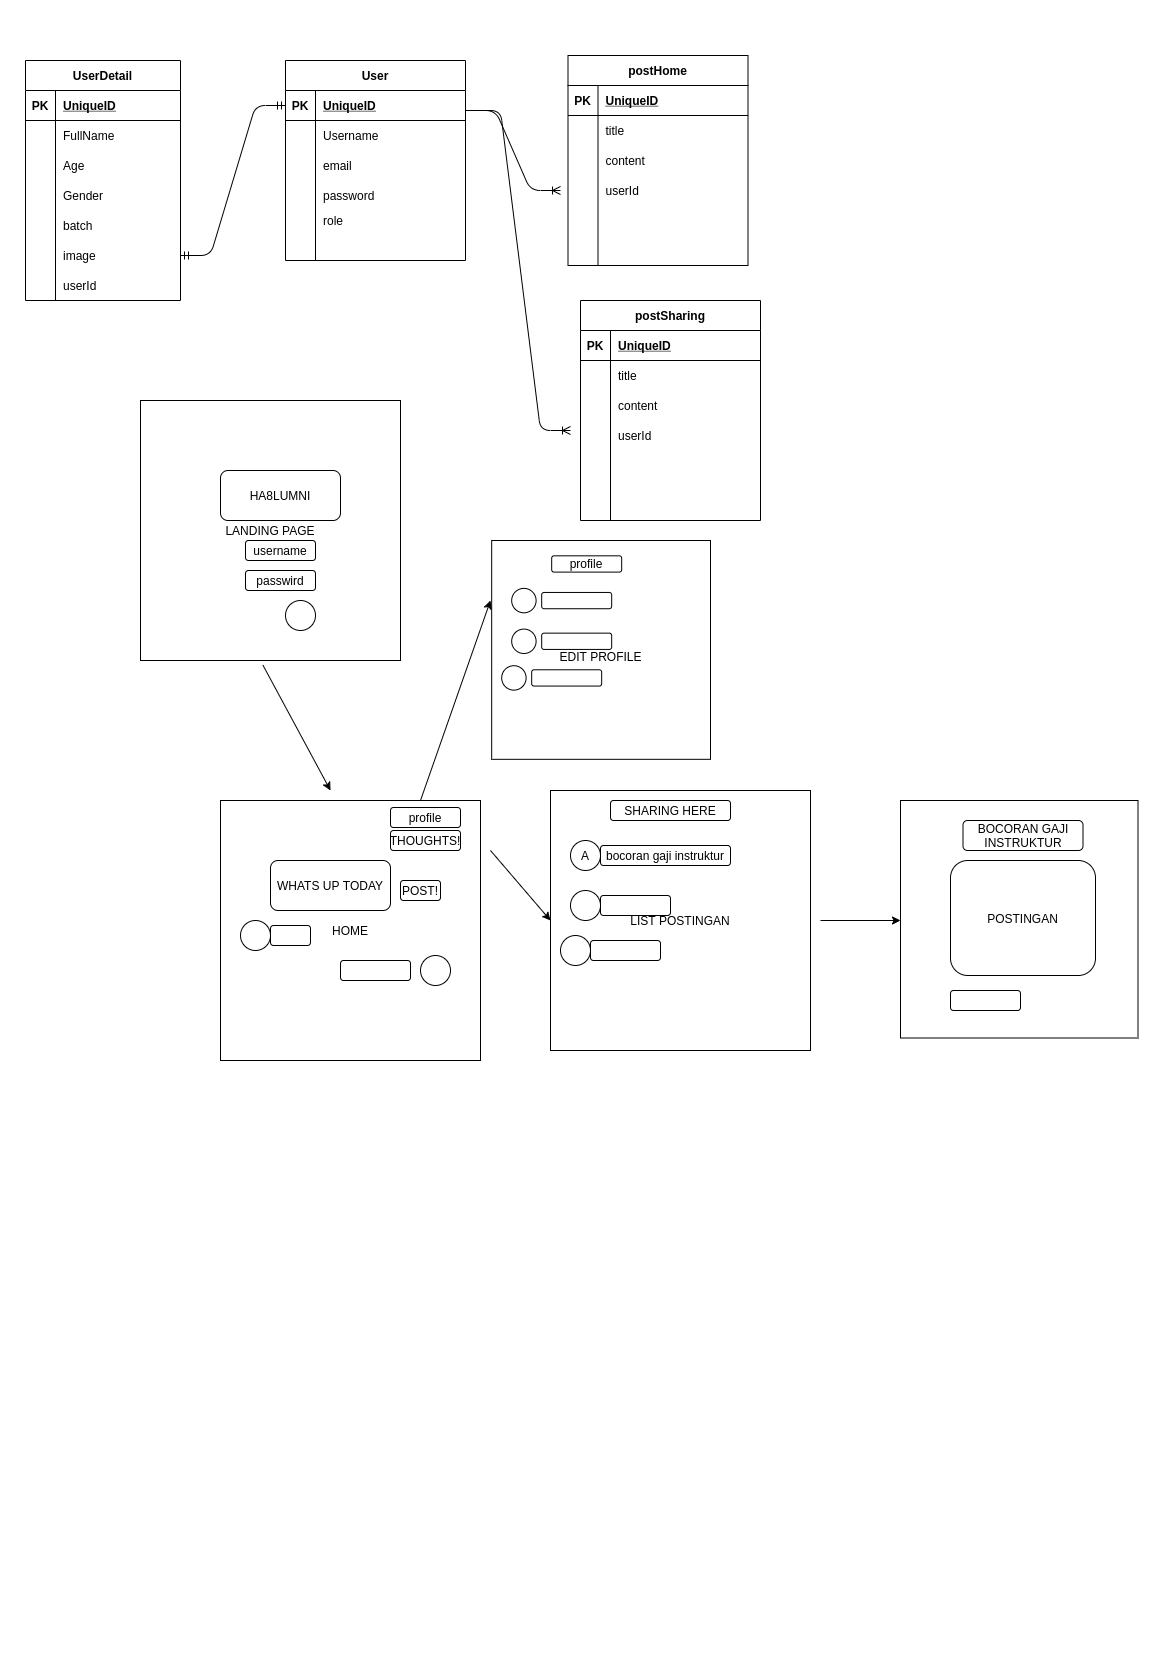 UserDetail
PK UniqueID
FullName
Age
Gender
batch
image
userId
User
PK UniqueID
Username
email
password
role
postHome
PK UniqueID
title
content
userId
postSharing
PK UniqueID
title
content
userId
HA8LUMNI
LANDING PAGE
username
passwird
profile
EDIT PROFILE
profile
THOUGHTS!
WHATS UP TODAY
POST!
HOME
SHARING HERE
A bocoran gaji instruktur
LIST POSTINGAN
BOCORAN GAJI
INSTRUKTUR
POSTINGAN